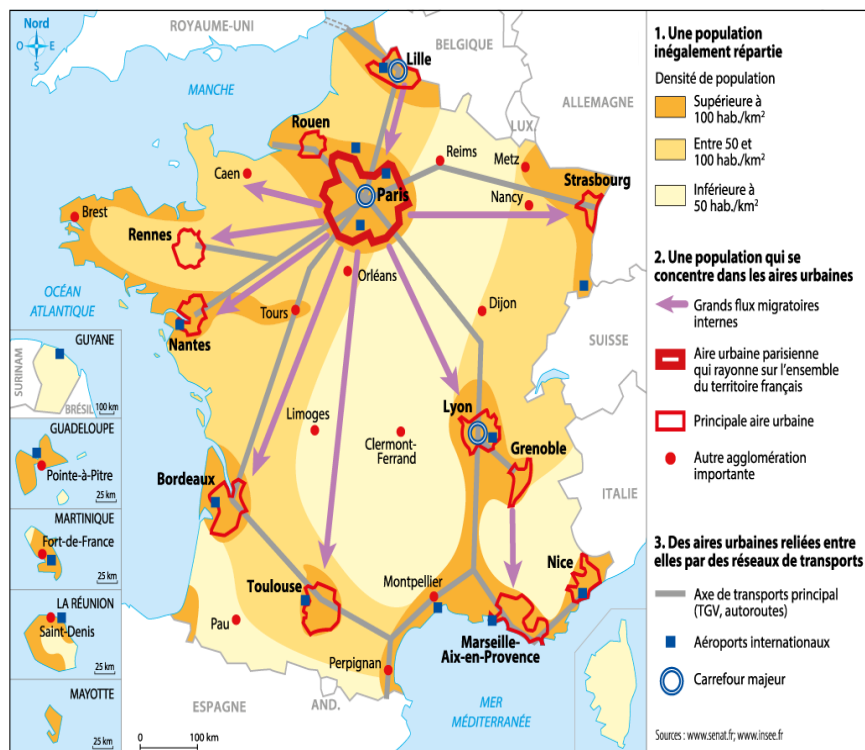 Nord
O
E
S
ROYAUME-UNI
BELGIQUE
Lille
MANCHE
ALLEMAGNE
LUX.
Rouen
Reims
Metz
Caen
Paris
Strasbourg
Nancy
Brest
Rennes
Orléans
OCÉAN
ATLANTIQUE
Tours
Dijon
Nantes
SUISSE
Lyon
Limoges
Clermont-
Ferrand
Grenoble
Bordeaux
ITALIE
Nice
Toulouse
Montpellier
Pau
Marseille-
Aix-en-Provence
Perpignan
ESPAGNE
AND.
MER
MÉDITERRANÉE
0 100 km
GUYANE
SURINAM
BRÉSIL
100 km
GUADELOUPE
Pointe-à-Pitre
25 km
MARTINIQUE
Fort-de-France
25 km
LA RÉUNION
Saint-Denis
25 km
MAYOTTE
25 km
1. Une population
inégalement répartie
Densité de population
Supérieure à
100 hab./km²
Entre 50 et
100 hab./km²
Inférieure à
50 hab./km²
2. Une population qui se
concentre dans les aires urbaines
Grands flux migratoires
internes
Aire urbaine parisienne
qui rayonne sur l'ensemble
du territoire français
Principale aire urbaine
Autre agglomération
importante
3. Des aires urbaines reliées entre
elles par des réseaux de transports
Axe de transports principal
(TGV, autoroutes)
Aéroports internationaux
Carrefour majeur
Sources : www.senat.fr; www.insee.fr